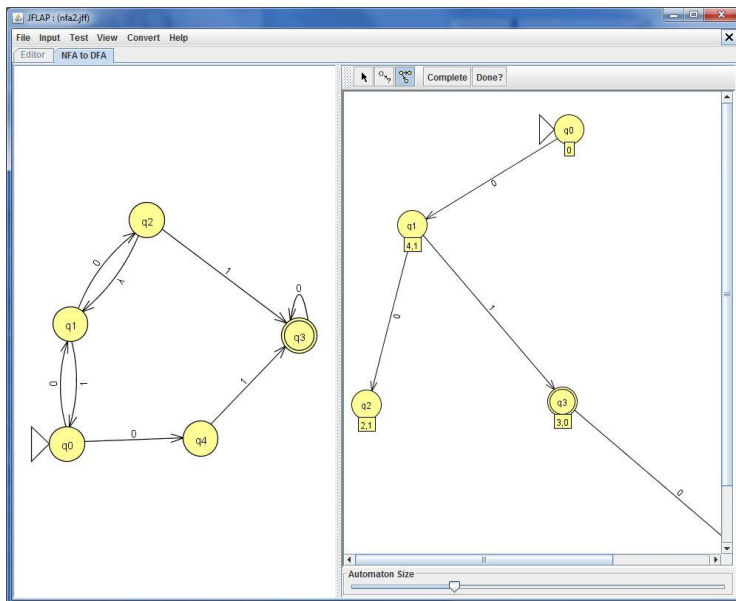 JFLAP : (nfa2.jff)
File Input Test View Convert Help
Editor NFA to DFA
Complete Done?
q0
0
0
q1
4,1
0
1
q2
2,1
q3
3,0
0
q2
0
λ
1
q1
0
q3
0
1
1
q0
0
q4
Automaton Size